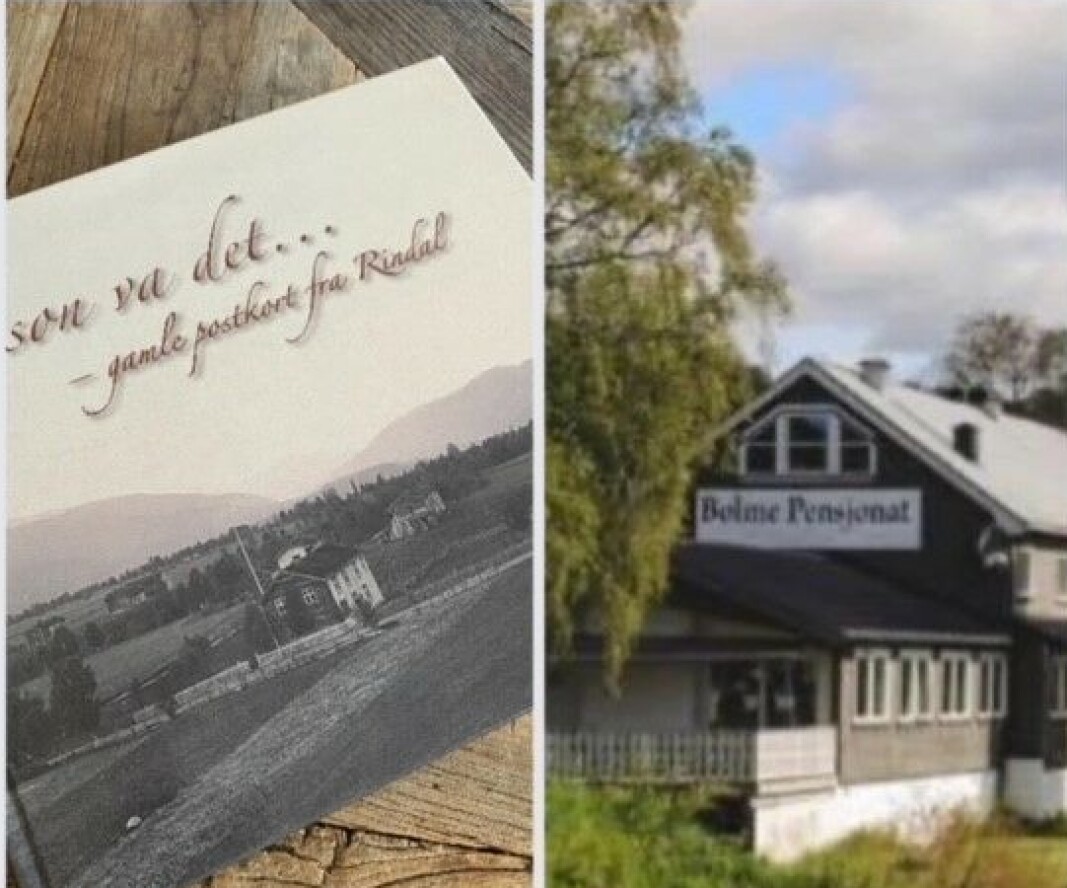 son va det...
– gamle postkort fra Rindal
Bolme Pensjonat